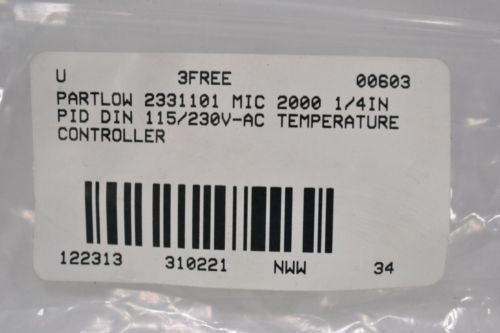 U 3FREE 00603
PARTLOW 2331101 MIC 2000 1/4IN
PID DIN 115/230V-AC TEMPERATURE
CONTROLLER
122313 310221 NWW 34